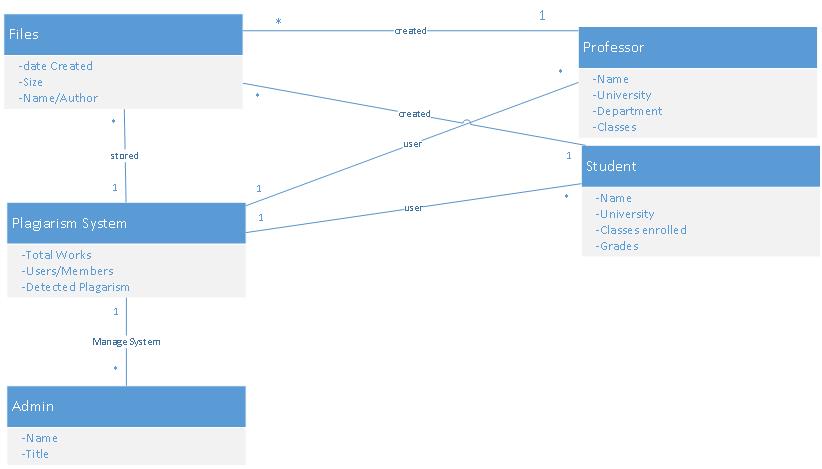 Files
-date Created
-Size
-Name/Author
*
1
created
Professor
-Name
-University
-Department
-Classes
*
*
created
user
*
stored
1
1
1
Student
-Name
-University
-Classes enrolled
-Grades
1
user
*
Plagiarism System
-Total Works
-Users/Members
-Detected Plagarism
1
Manage System
*
Admin
-Name
-Title